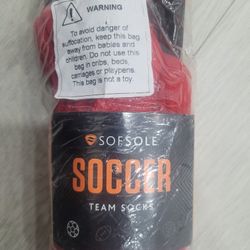 WARNING
To avoid danger of
suffocation, keep this bag
away from babies and
children. Do not use this
bag in cribs, beds,
carriages or playpens.
This bag is not a toy.
SOFSOLE
SOCCER
TEAM SOCKS